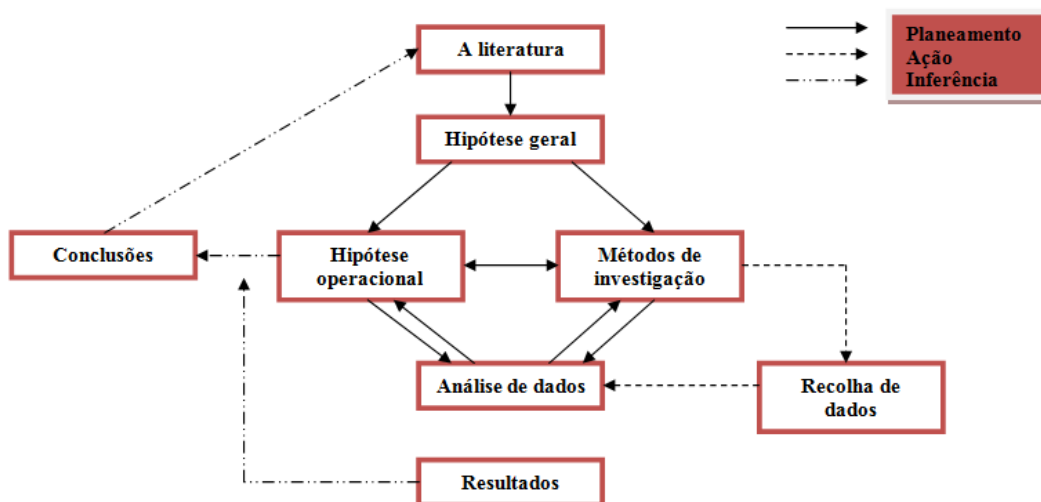 A literatura
Planeamento
Ação
Inferência
Hipótese geral
Conclusões
Hipótese
operacional
Métodos de
investigação
Análise de dados
Recolha de
dados
Resultados